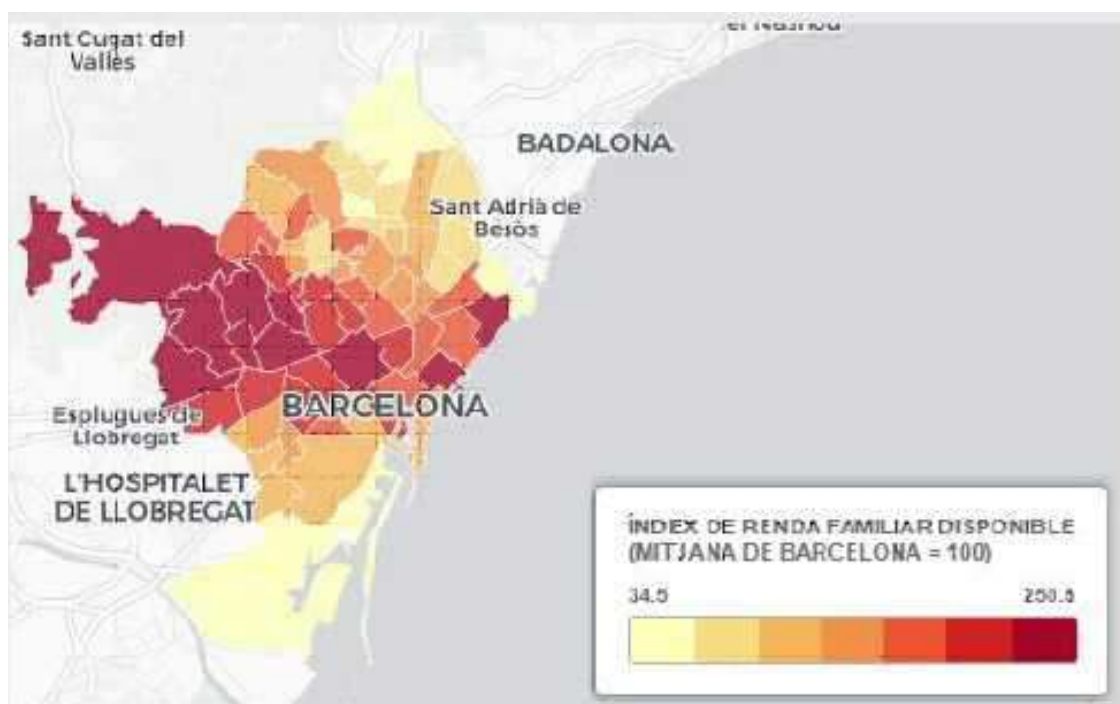 Sant Cugat del
Vallès
BADALONA
Sant Adrià de
Besòs
BARCELONA
Esplugues de
Llobregat
L'HOSPITALET
DE LLOBREGAT
ÍNDEX DE RENDA FAMILIAR DISPONIBLE
(MITJANA DE BARCELONA = 100)
34.5